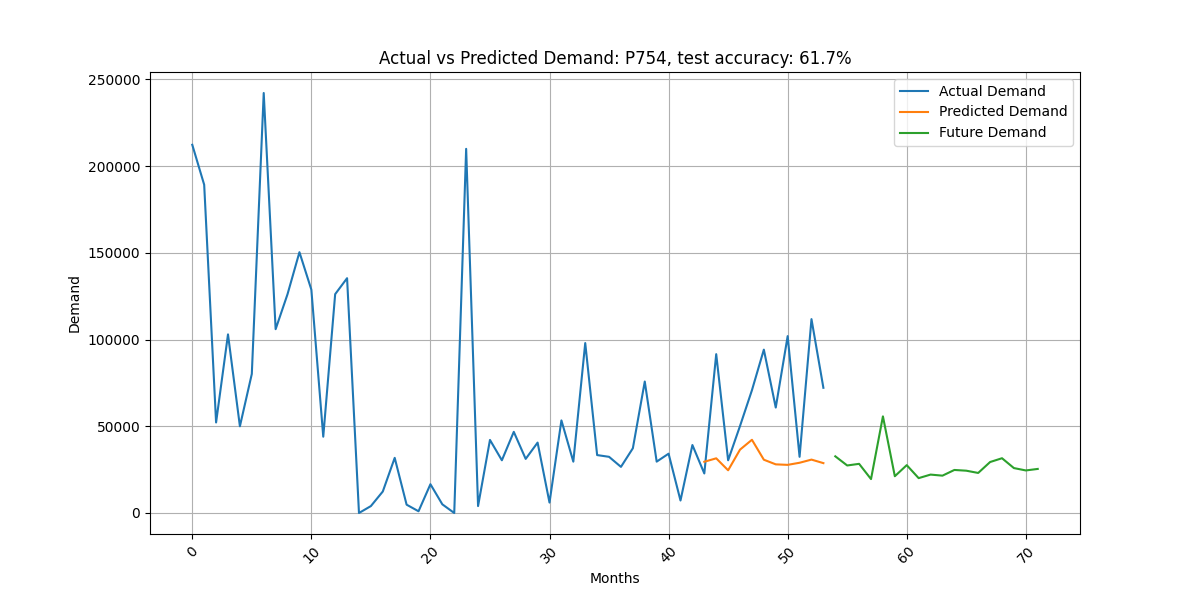 Actual vs Predicted Demand: P754, test accuracy: 61.7%
Actual Demand
Predicted Demand
Future Demand
Demand
250000
200000
150000
100000
50000
0
0
10
20
30
40
50
60
70
Months